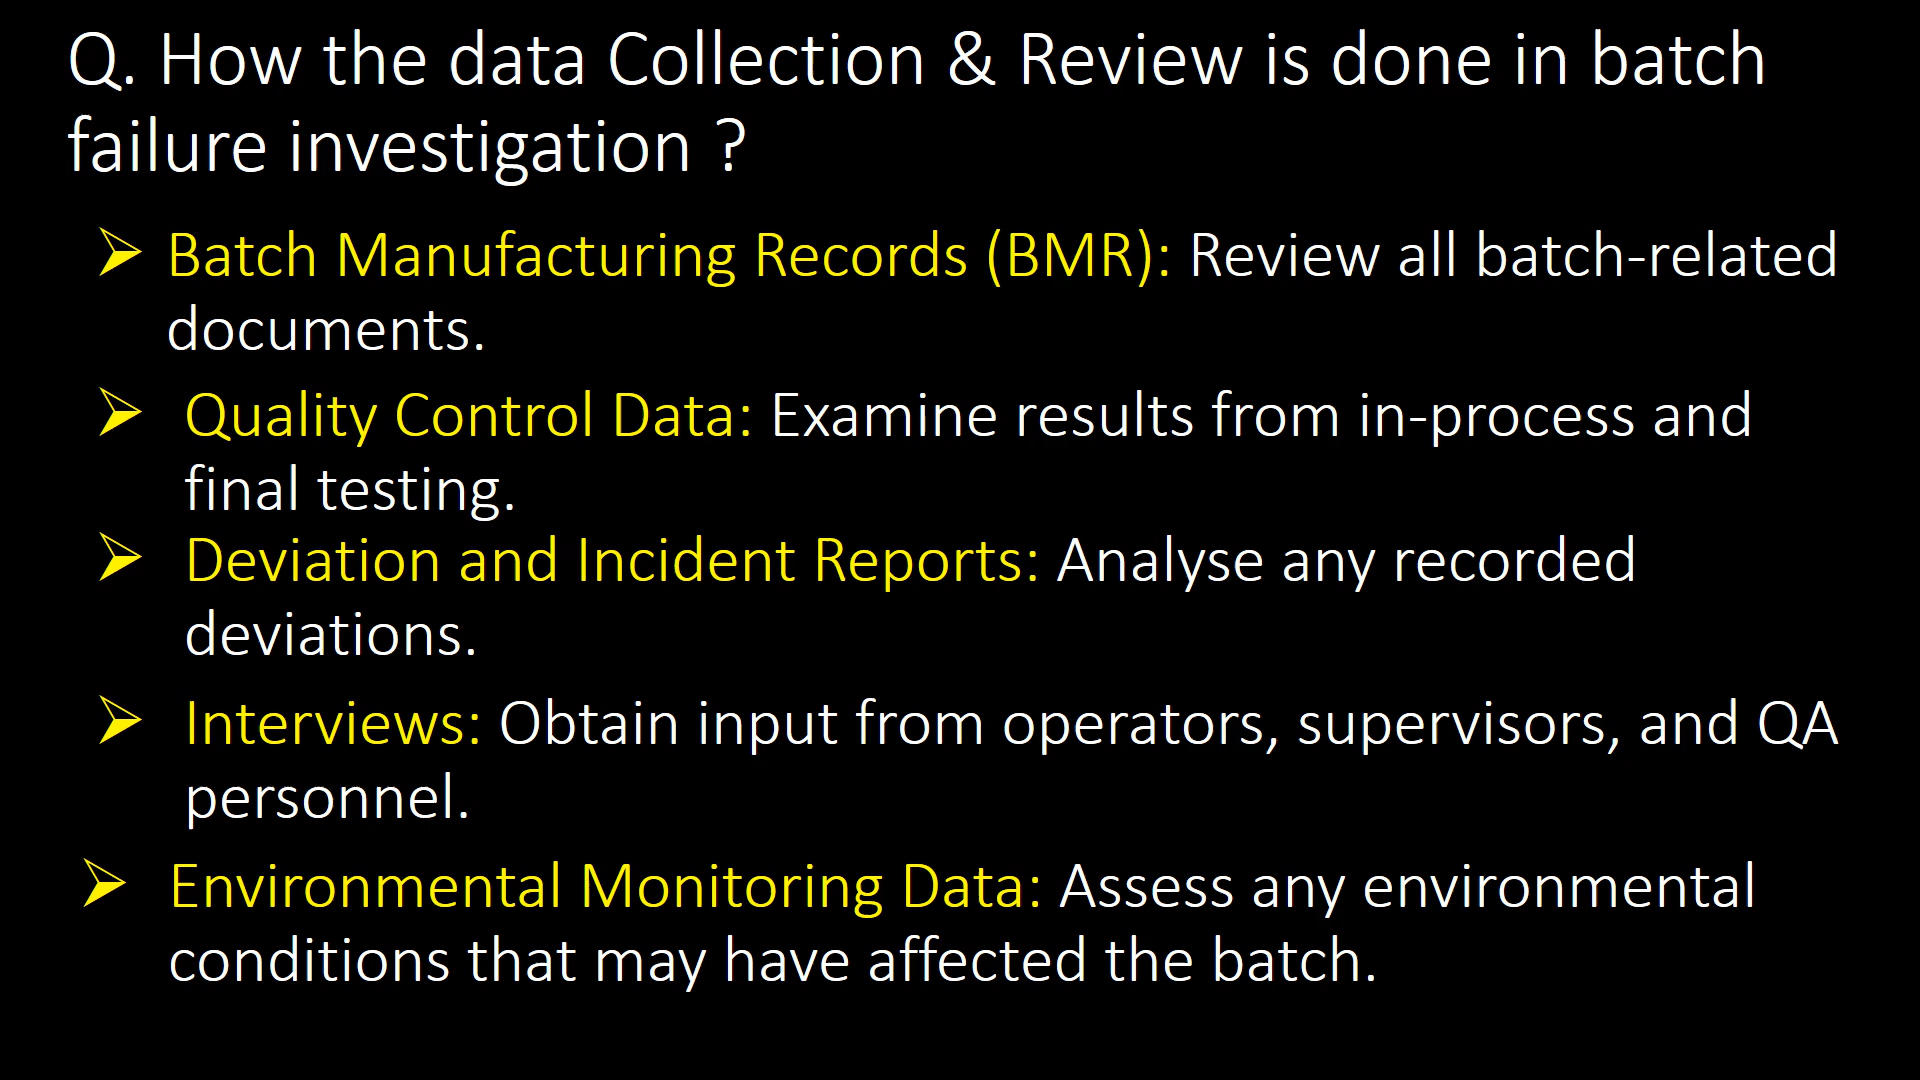 Q. How the data Collection & Review is done in batch
failure investigation ?
➢ Batch Manufacturing Records (BMR): Review all batch-related
documents.
➢ Quality Control Data: Examine results from in-process and
final testing.
➢ Deviation and Incident Reports: Analyse any recorded
deviations.
➢ Interviews: Obtain input from operators, supervisors, and QA
personnel.
➢ Environmental Monitoring Data: Assess any environmental
conditions that may have affected the batch.